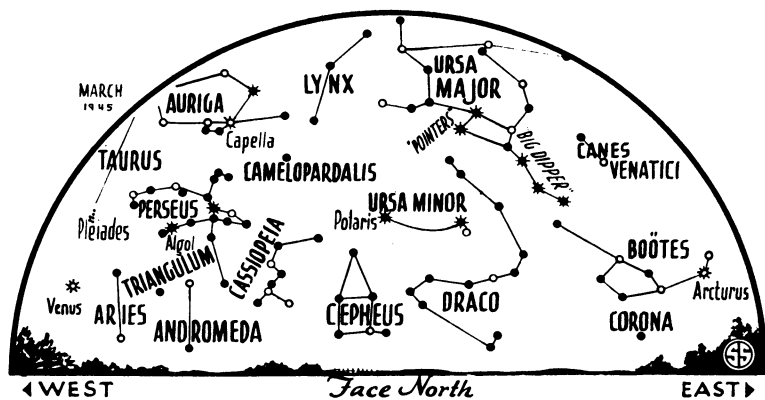 LYNX
URSA
MAJOR
MARCH
1945
AURIGA
Capella
"POINTERS"
BIG DIPPER"
CANES
VENATICI
TAURUS
CAMELOPARDALIS
PERSEUS
Pleiades
Algol
Polaris
URSA MINOR
TRIANGULUM
CASSIOPEIA
BOÖTES
Arcturus
Venus
ARIES
ANDROMEDA
CEPHEUS
DRACO
CORONA
SS
WEST
Face North
EAST